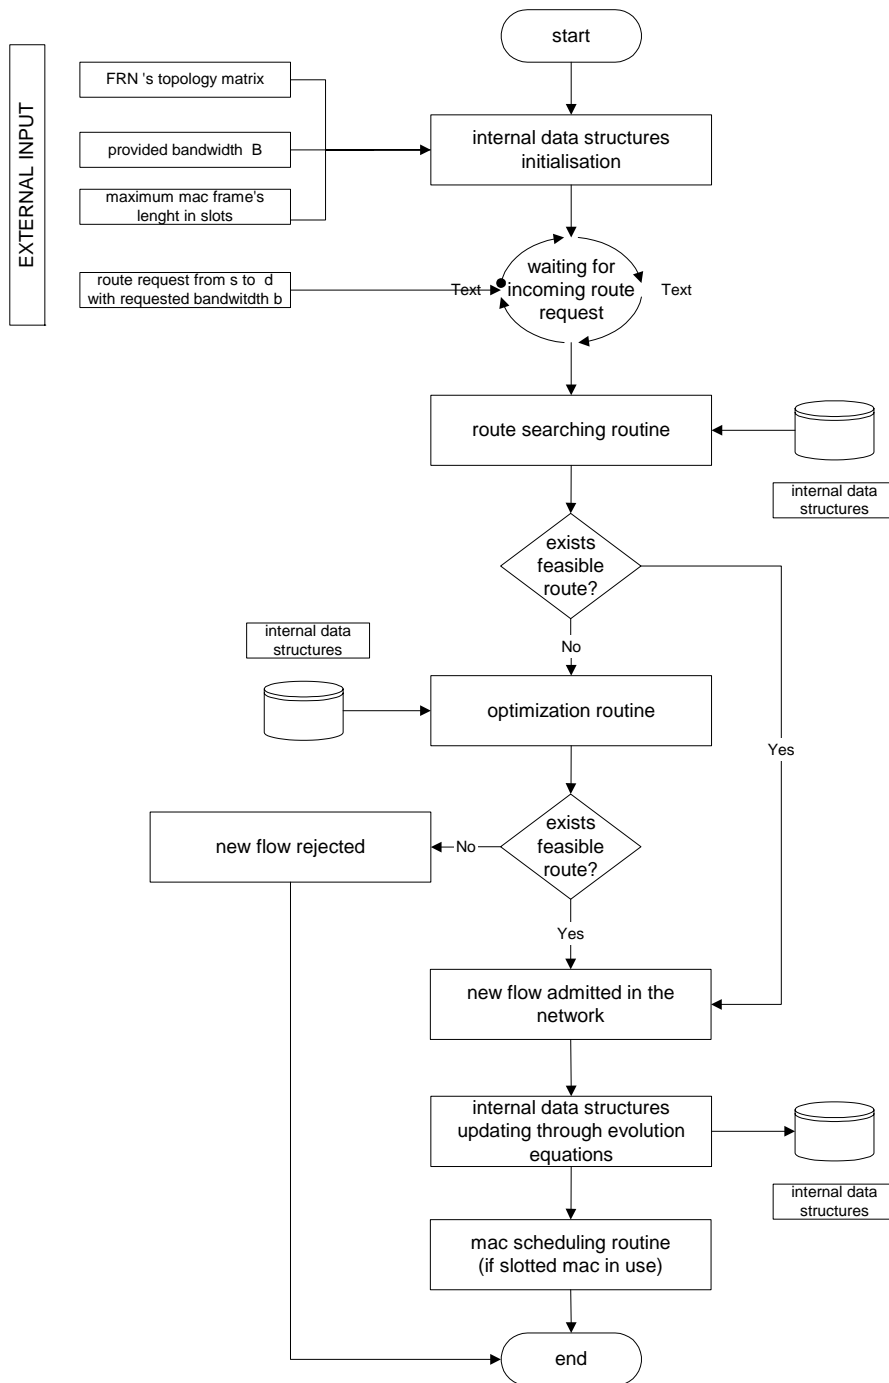 start
EXTERNAL INPUT
FRN 's topology matrix
provided bandwidth B
maximum mac frame's
lenght in slots
internal data structures
initialisation
route request from s to d
with requested bandwitdth b
Text
waiting for
incoming route
request
Text
route searching routine
internal data
structures
exists
feasible
route?
No
Yes
internal data
structures
optimization routine
exists
feasible
route?
No
new flow rejected
Yes
new flow admitted in the
network
internal data structures
updating through evolution
equations
internal data
structures
mac scheduling routine
(if slotted mac in use)
end